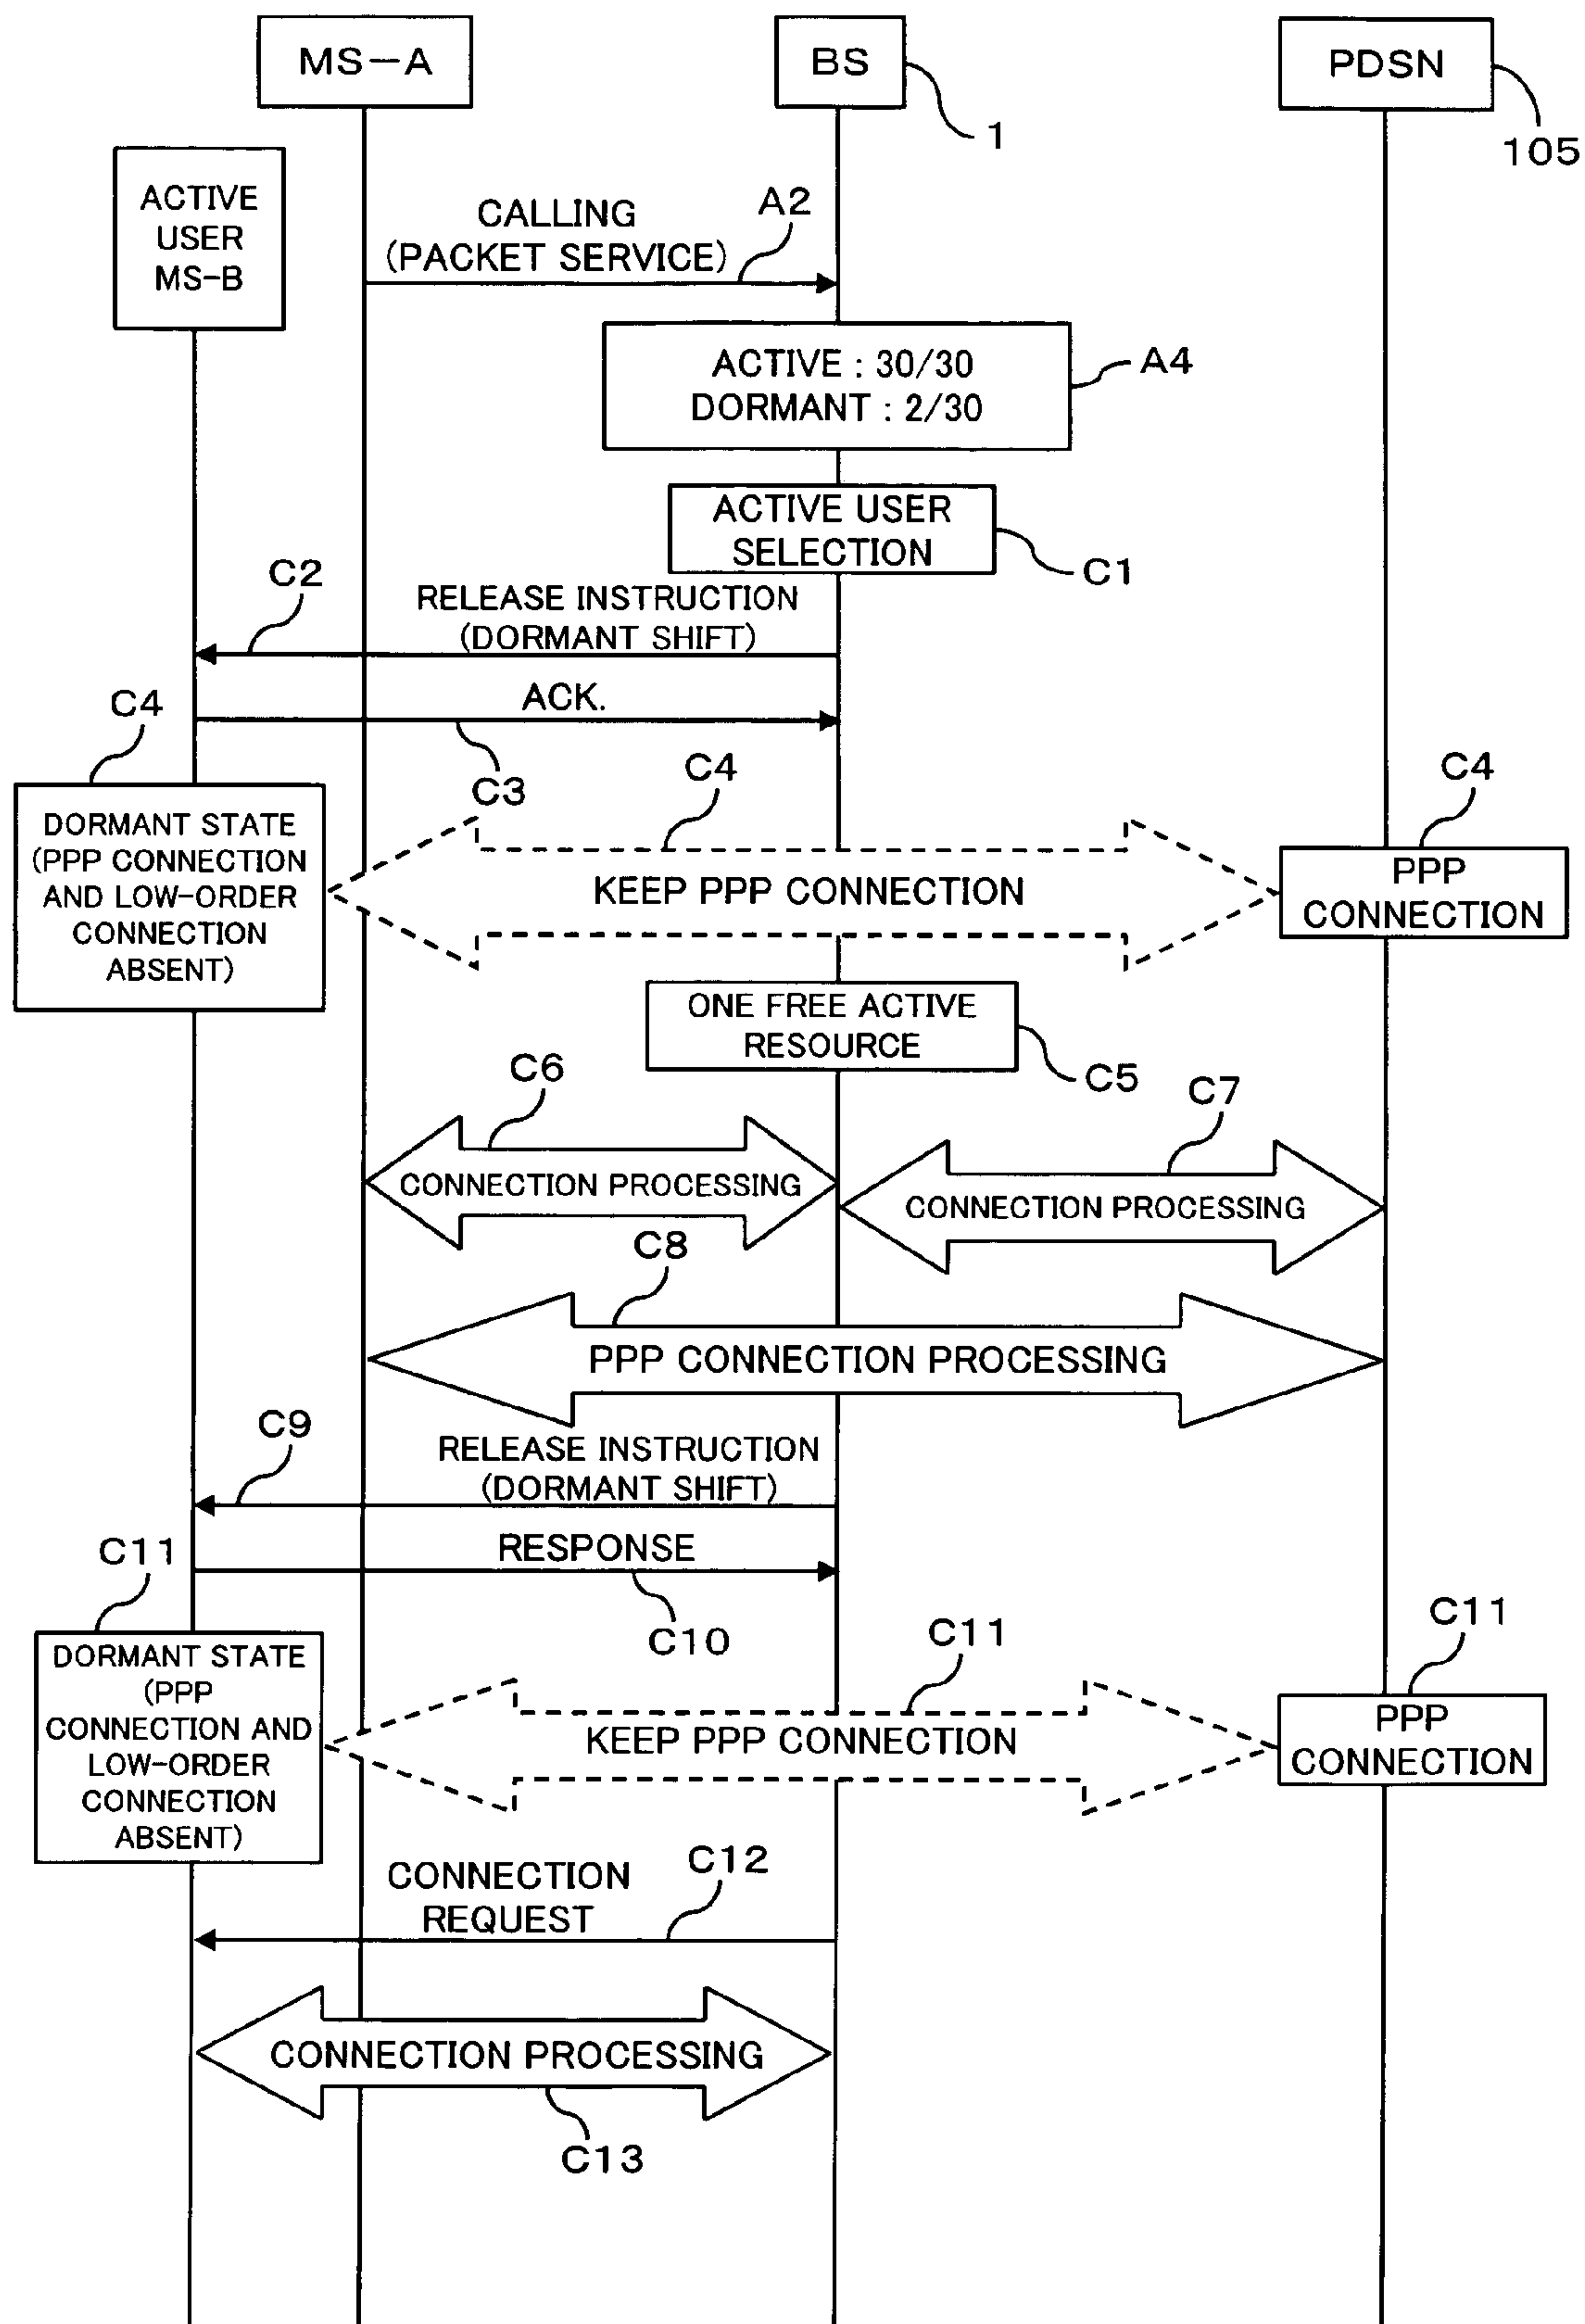 MS-A
BS
PDSN
1
105
ACTIVE
USER
MS-B
CALLING
(PACKET SERVICE)
A2
ACTIVE : 30/30
DORMANT : 2/30
A4
ACTIVE USER
SELECTION
C1
C2
RELEASE INSTRUCTION
(DORMANT SHIFT)
ACK.
C3
C4
DORMANT STATE
(PPP CONNECTION
AND LOW-ORDER
CONNECTION
ABSENT)
C4
KEEP PPP CONNECTION
C4
PPP
CONNECTION
ONE FREE ACTIVE
RESOURCE
C5
C6
CONNECTION PROCESSING
C7
CONNECTION PROCESSING
C8
PPP CONNECTION PROCESSING
C9
RELEASE INSTRUCTION
(DORMANT SHIFT)
RESPONSE
C10
C11
DORMANT STATE
(PPP
CONNECTION AND
LOW-ORDER
CONNECTION
ABSENT)
C11
KEEP PPP CONNECTION
C11
PPP
CONNECTION
CONNECTION
REQUEST
C12
CONNECTION PROCESSING
C13